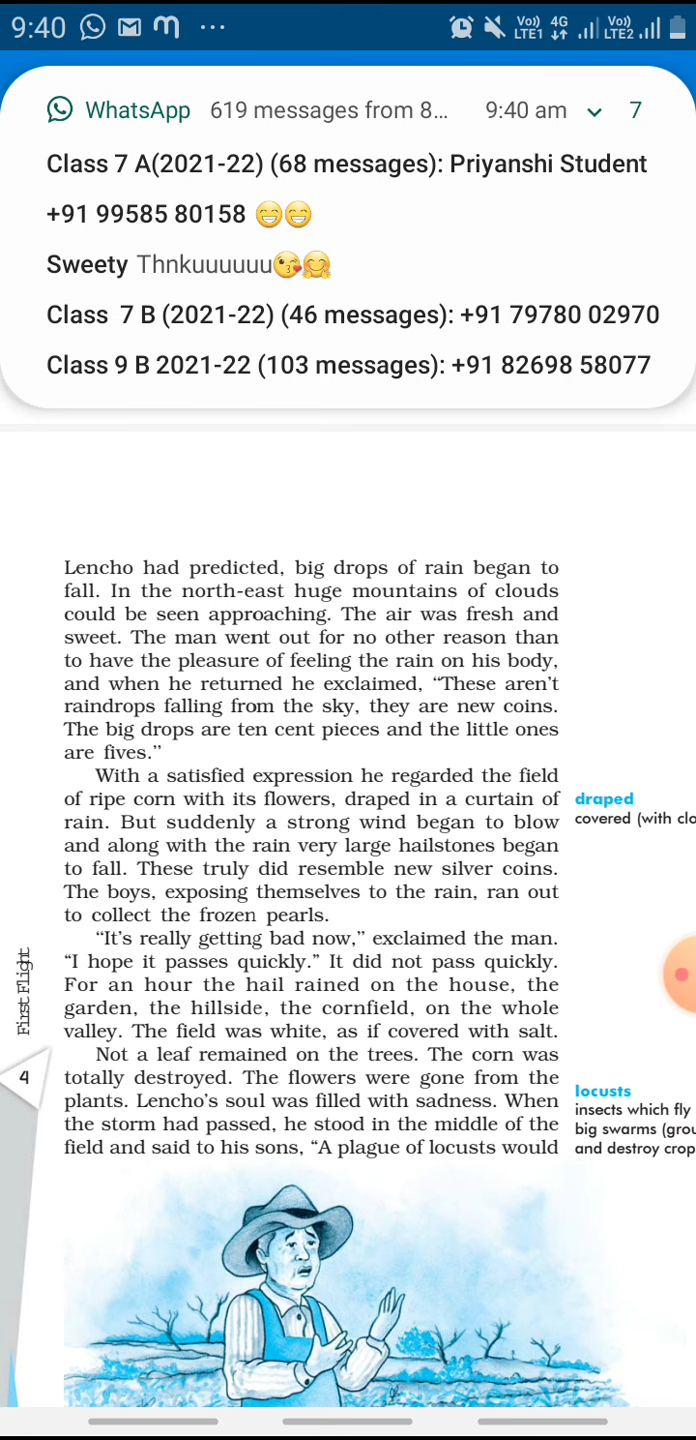 9:40
Vo)) 4G Vo))
LTE1 LTE2
WhatsApp 619 messages from 8... 9:40 am 7
Class 7 A(2021-22) (68 messages): Priyanshi Student
+91 99585 80158 😁😁
Sweety Thnkuuuuuu😘🤗
Class 7 B (2021-22) (46 messages): +91 79780 02970
Class 9 B 2021-22 (103 messages): +91 82698 58077
Lencho had predicted, big drops of rain began to
fall. In the north-east huge mountains of clouds
could be seen approaching. The air was fresh and
sweet. The man went out for no other reason than
to have the pleasure of feeling the rain on his body,
and when he returned he exclaimed, “These aren’t
raindrops falling from the sky, they are new coins.
The big drops are ten cent pieces and the little ones
are fives.”
With a satisfied expression he regarded the field
of ripe corn with its flowers, draped in a curtain of
rain. But suddenly a strong wind began to blow
and along with the rain very large hailstones began
to fall. These truly did resemble new silver coins.
The boys, exposing themselves to the rain, ran out
to collect the frozen pearls.
“It’s really getting bad now,” exclaimed the man.
“I hope it passes quickly.” It did not pass quickly.
For an hour the hail rained on the house, the
garden, the hillside, the cornfield, on the whole
valley. The field was white, as if covered with salt.
Not a leaf remained on the trees. The corn was
totally destroyed. The flowers were gone from the
plants. Lencho’s soul was filled with sadness. When
the storm had passed, he stood in the middle of the
field and said to his sons, “A plague of locusts would
draped
covered (with clo
locusts
insects which fly
big swarms (grou
and destroy crop
First Flight
4